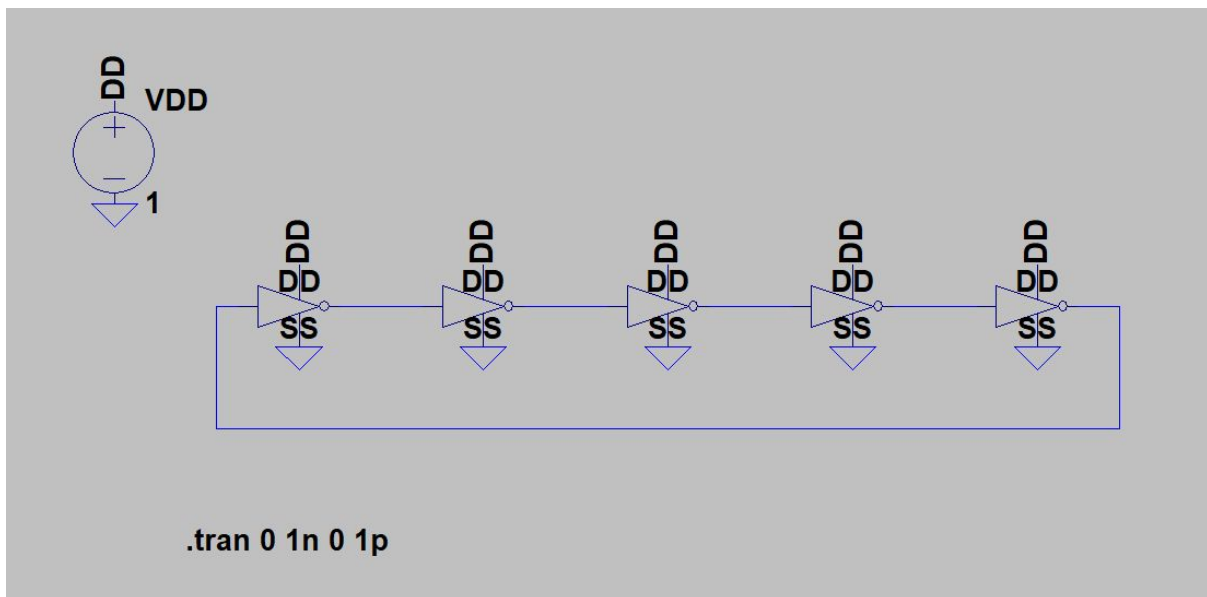 DD
VDD
1
DD DD DD DD DD
DD DD DD DD DD
SS SS SS SS SS
.tran 0 1n 0 1p